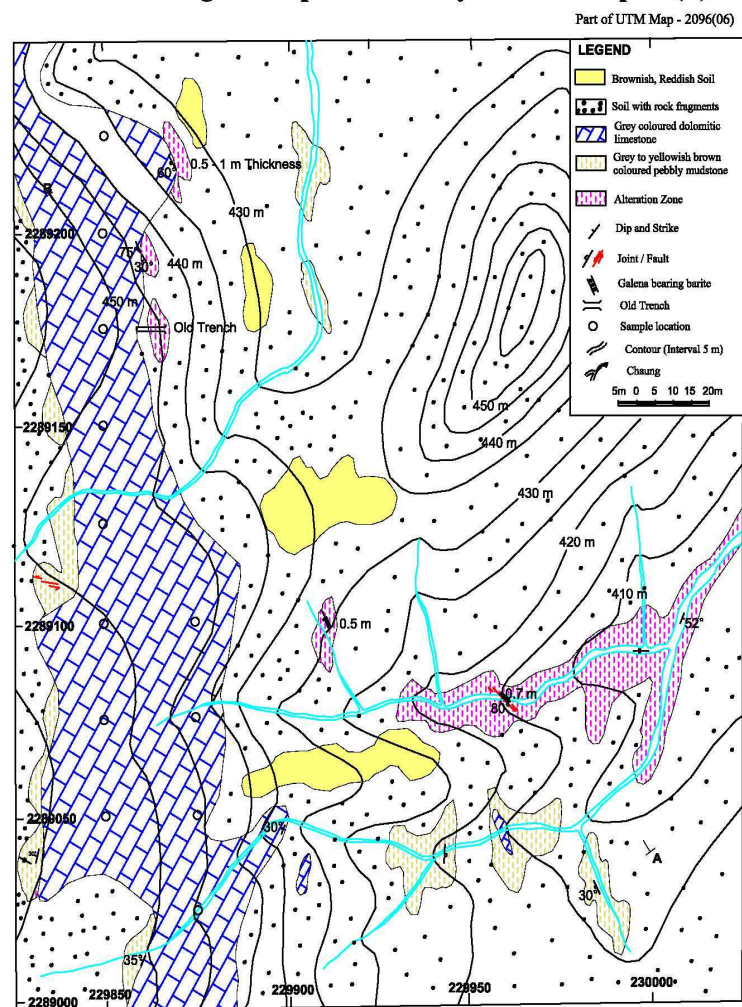 Part of UTM Map - 2096(06)
LEGEND
Brownish, Reddish Soil
Soil with rock fragments
Grey coloured dolomitic
limestone
Grey to yellowish brown
coloured pebbly mudstone
Alteration Zone
Dip and Strike
Joint / Fault
Galena bearing barite
Old Trench
Sample location
Contour (Interval 5 m)
Chaung
5m 0 5 10 15 20m
60° 0.5 - 1 m Thickness
B
430 m
2289200
75°
30°
440 m
450 m
Old Trench
450 m
440 m
2289150
430 m
420 m
410 m
2289100
0.5 m
52°
0.7 m
80°
2289050
30°
A
30°
35°
2289000
229850
229900
229950
230000